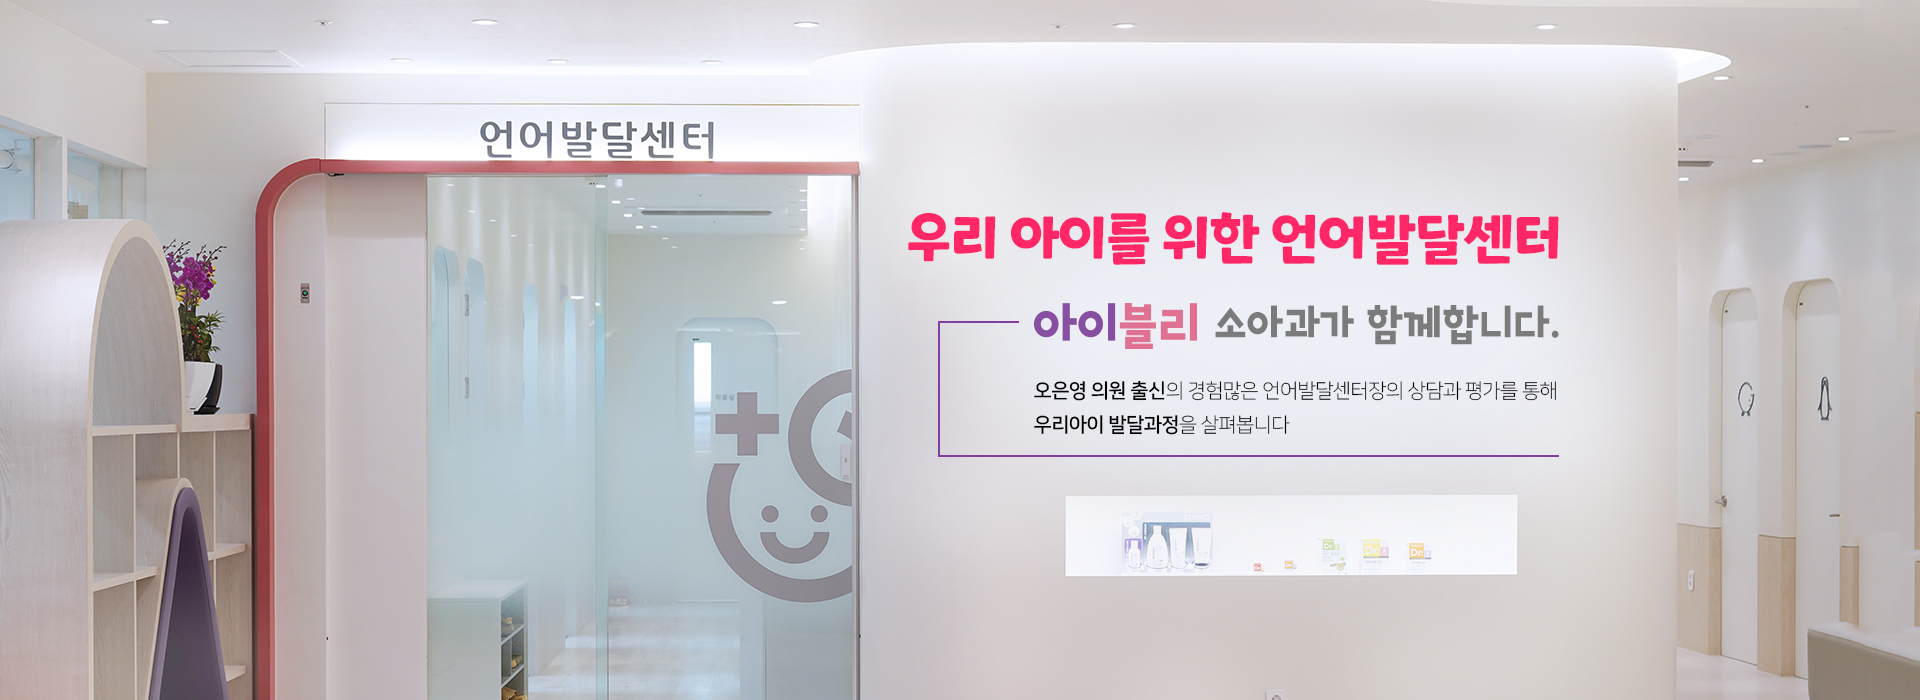 언어발달센터
우리 아이를 위한 언어발달센터
아이블리 소아과가 함께합니다.
오은영 의원 출신의 경험많은 언어발달센터장의 상담과 평가를 통해
우리아이 발달과정을 살펴봅니다